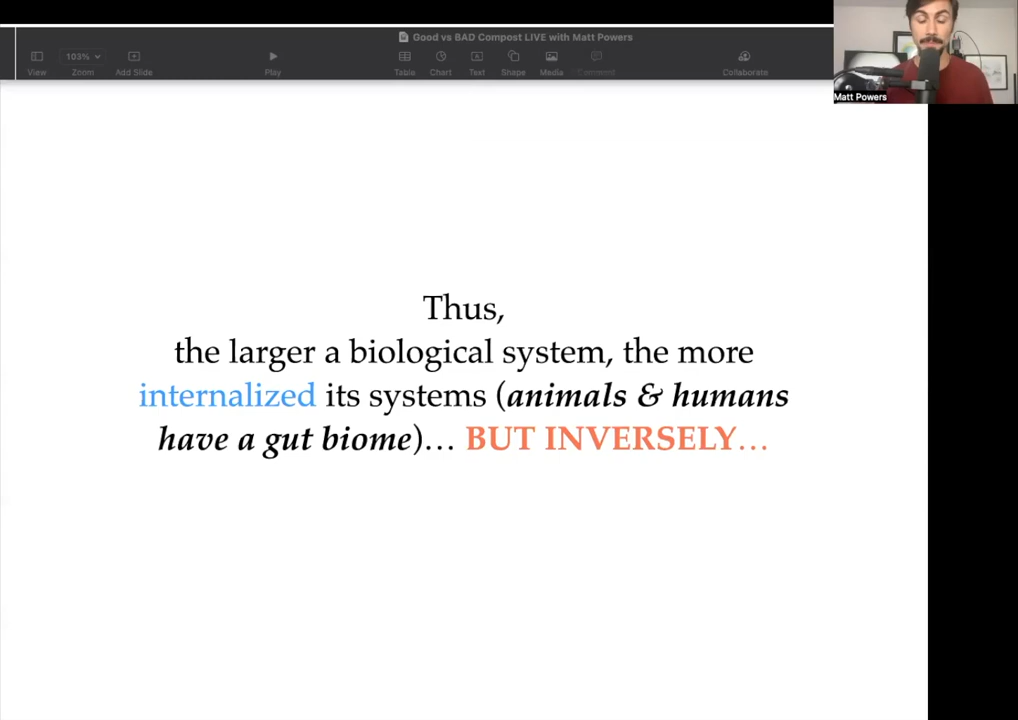 Good vs BAD Compost LIVE with Matt Powers
103%
View
Zoom
Add Slide
Play
Table
Chart
Text
Shape
Media
Comment
Collaborate
Matt Powers
Thus,
the larger a biological system, the more
internalized its systems (animals & humans
have a gut biome)… BUT INVERSELY…